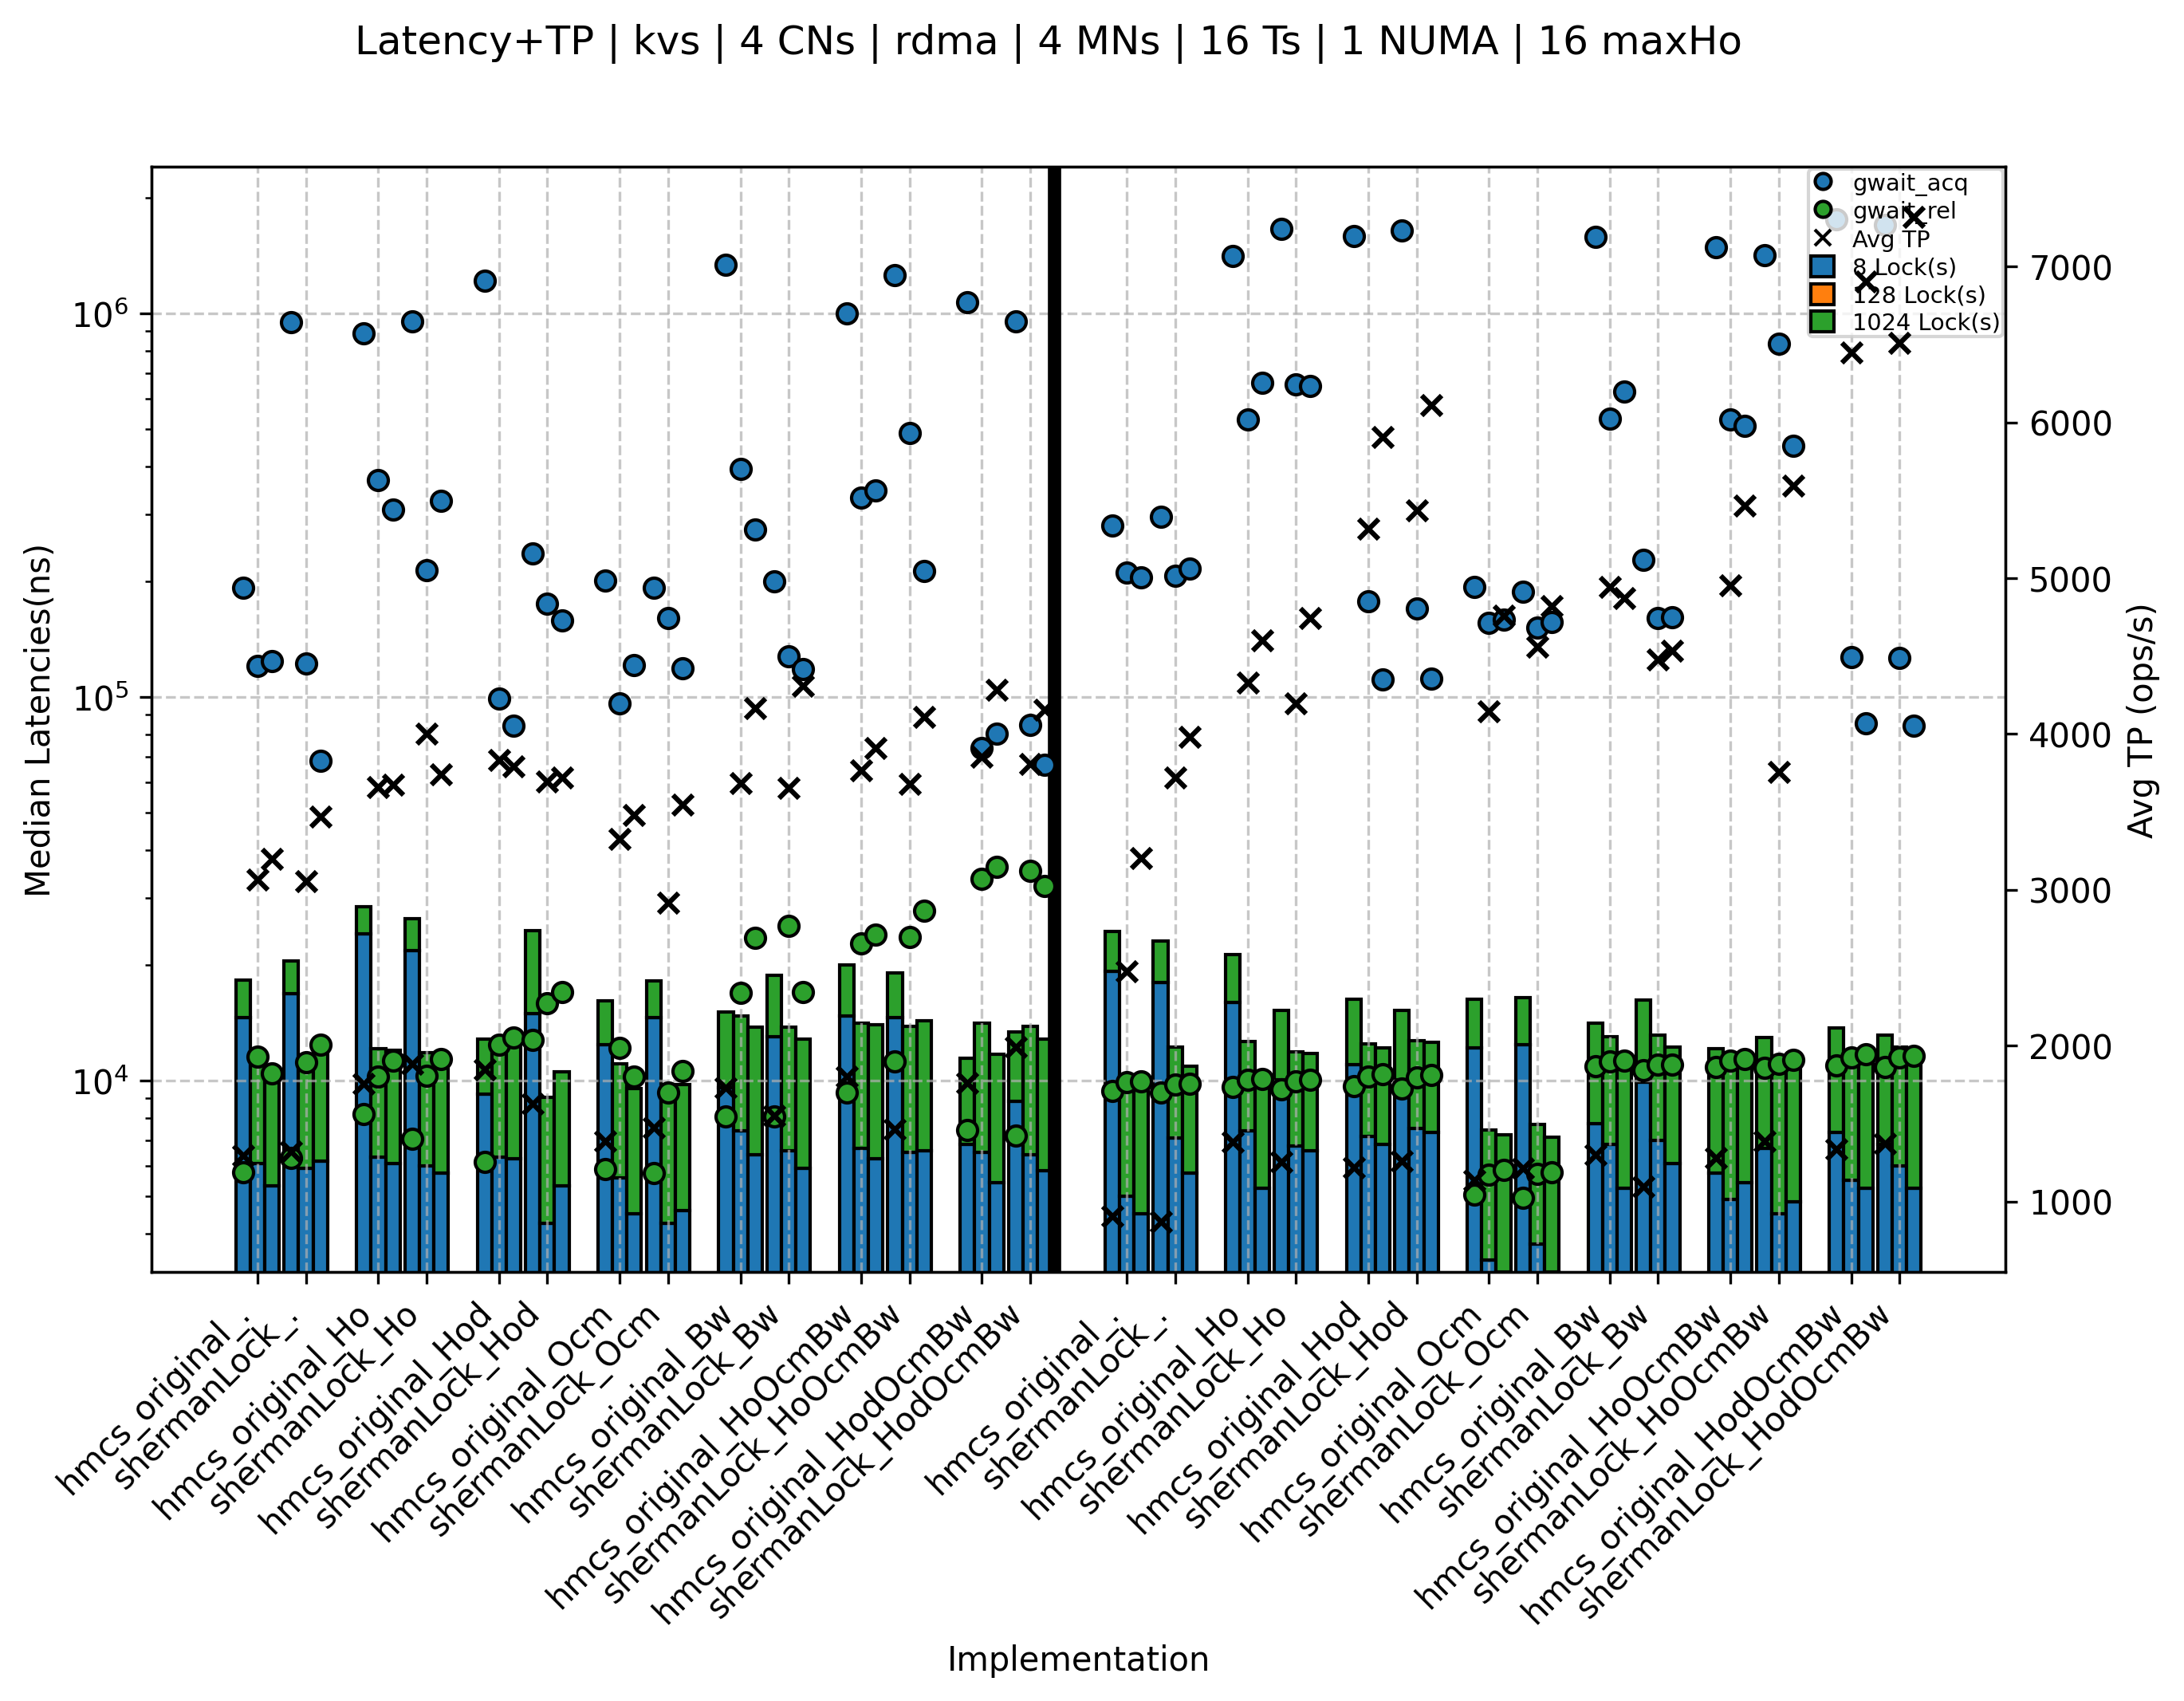 Latency+TP | kvs | 4 CNs | rdma | 4 MNs | 16 Ts | 1 NUMA | 16 maxHo
gwait_acq
gwait_rel
Avg TP
8 Lock(s)
128 Lock(s)
1024 Lock(s)
10^6
10^5
10^4
Median Latencies(ns)
7000
6000
5000
4000
3000
2000
1000
Avg TP (ops/s)
hmcs_original_.
shermanLock_.
hmcs_original_Ho
shermanLock_Ho
hmcs_original_Hod
shermanLock_Hod
hmcs_original_Ocm
shermanLock_Ocm
hmcs_original_Bw
shermanLock_Bw
hmcs_original_HoOcmBw
shermanLock_HoOcmBw
hmcs_original_HodOcmBw
shermanLock_HodOcmBw
hmcs_original_.
shermanLock_.
hmcs_original_Ho
shermanLock_Ho
hmcs_original_Hod
shermanLock_Hod
hmcs_original_Ocm
shermanLock_Ocm
hmcs_original_Bw
shermanLock_Bw
hmcs_original_HoOcmBw
shermanLock_HoOcmBw
hmcs_original_HodOcmBw
shermanLock_HodOcmBw
Implementation